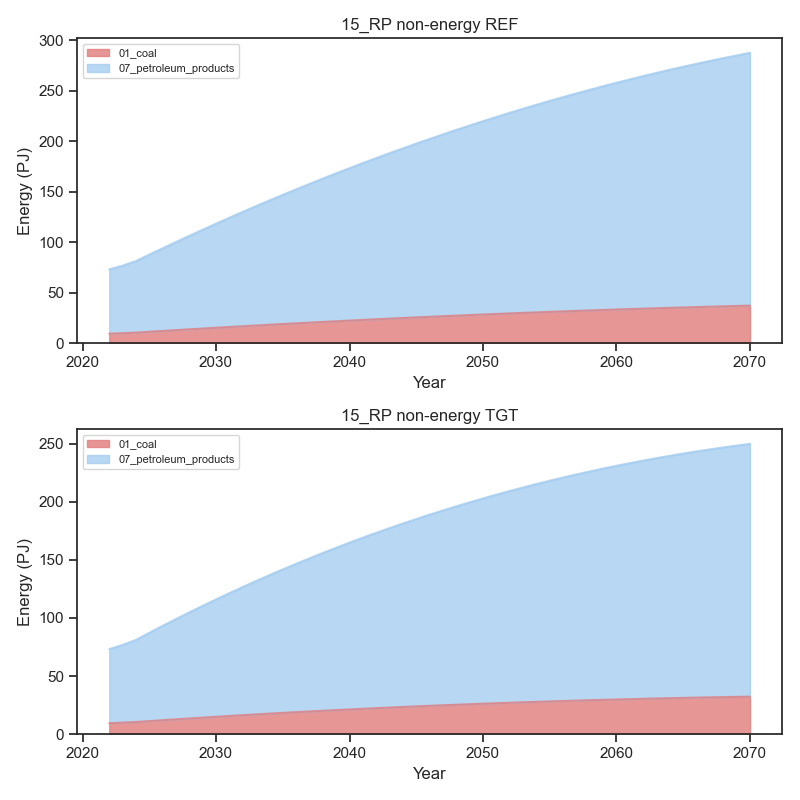 15_RP non-energy REF
01_coal
07_petroleum_products
300
250
200
150
100
50
0
Energy (PJ)
2020 2030 2040 2050 2060 2070
Year
15_RP non-energy TGT
01_coal
07_petroleum_products
250
200
150
100
50
0
Energy (PJ)
2020 2030 2040 2050 2060 2070
Year